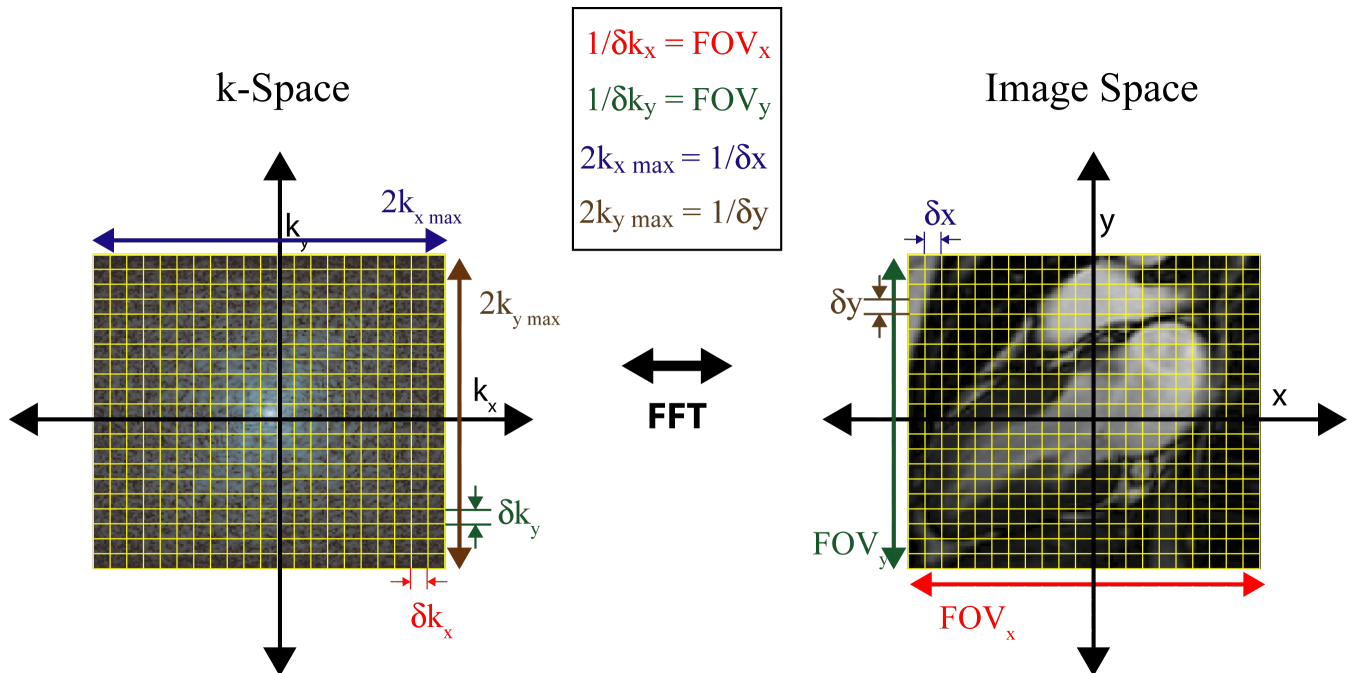 1/δkx = FOVx
1/δky = FOVy
2kx max = 1/δx
2ky max = 1/δy
k-Space
Image Space
2kx max
ky
2ky max
kx
δky
δkx
FFT
δx
y
δy
x
FOVy
FOVx